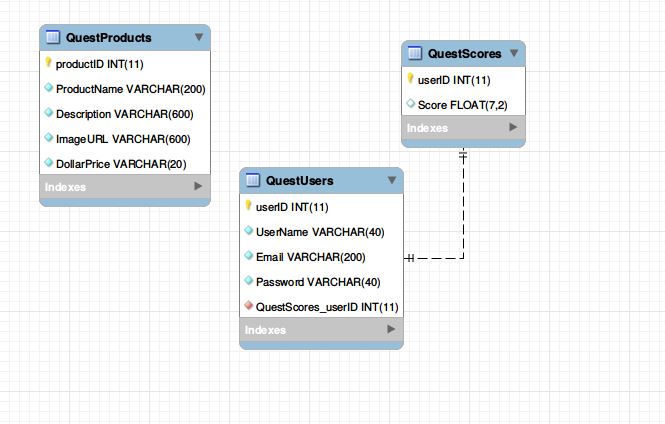 QuestProducts
productID INT(11)
ProductName VARCHAR(200)
Description VARCHAR(600)
ImageURL VARCHAR(600)
DollarPrice VARCHAR(20)
Indexes
QuestScores
userID INT(11)
Score FLOAT(7,2)
Indexes
QuestUsers
userID INT(11)
UserName VARCHAR(40)
Email VARCHAR(200)
Password VARCHAR(40)
QuestScores_userID INT(11)
Indexes